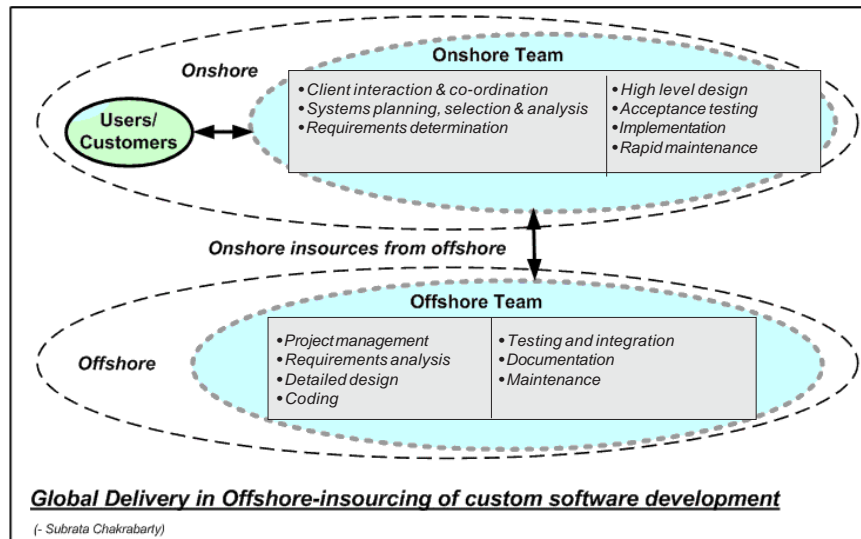 Onshore Team
Onshore
•Client interaction & co-ordination
•Systems planning, selection & analysis
•Requirements determination
•High level design
•Acceptance testing
•Implementation
•Rapid maintenance
Users/
Customers
Onshore insources from offshore
Offshore Team
Offshore
•Project management
•Requirements analysis
•Detailed design
•Coding
•Testing and integration
•Documentation
•Maintenance
Global Delivery in Offshore-insourcing of custom software development
(- Subrata Chakrabarty)